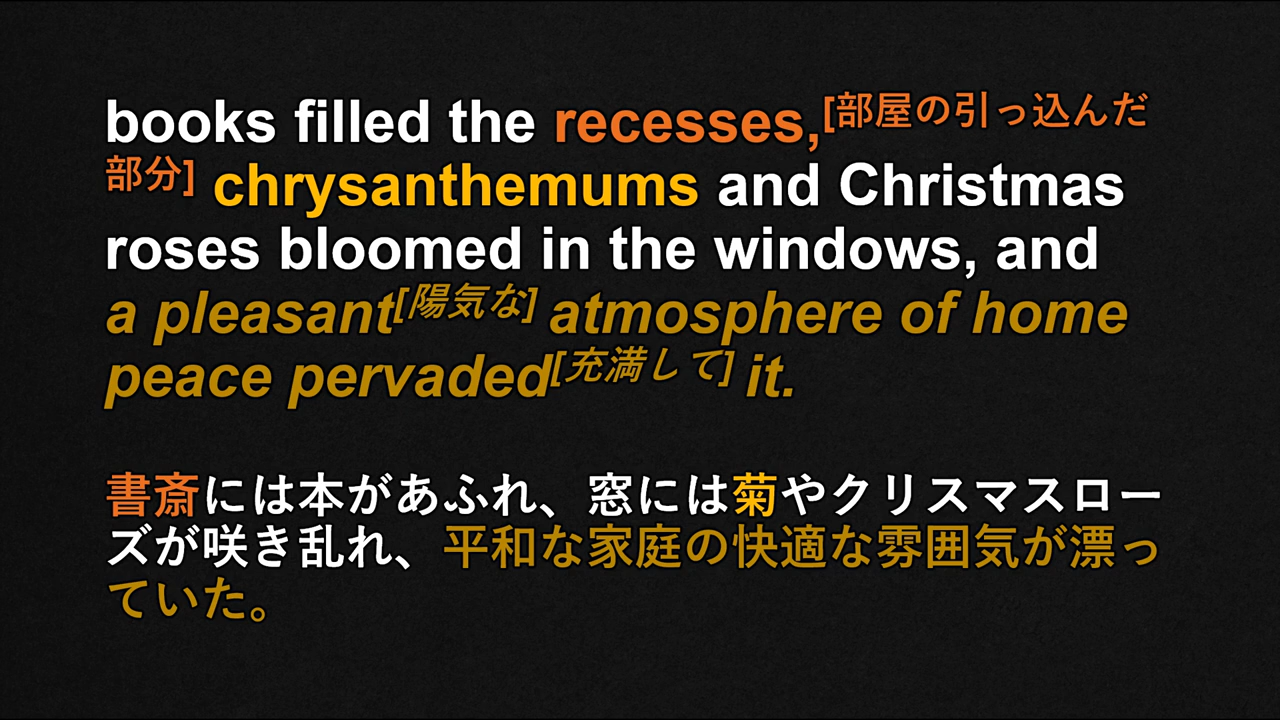 books filled the recesses,[部屋の引っ込んだ
部分] chrysanthemums and Christmas
roses bloomed in the windows, and
a pleasant[陽気な] atmosphere of home
peace pervaded[充満して] it.
書斎には本があふれ、窓には菊やクリスマスロー
ズが咲き乱れ、平和な家庭の快適な雰囲気が漂っ
ていた。